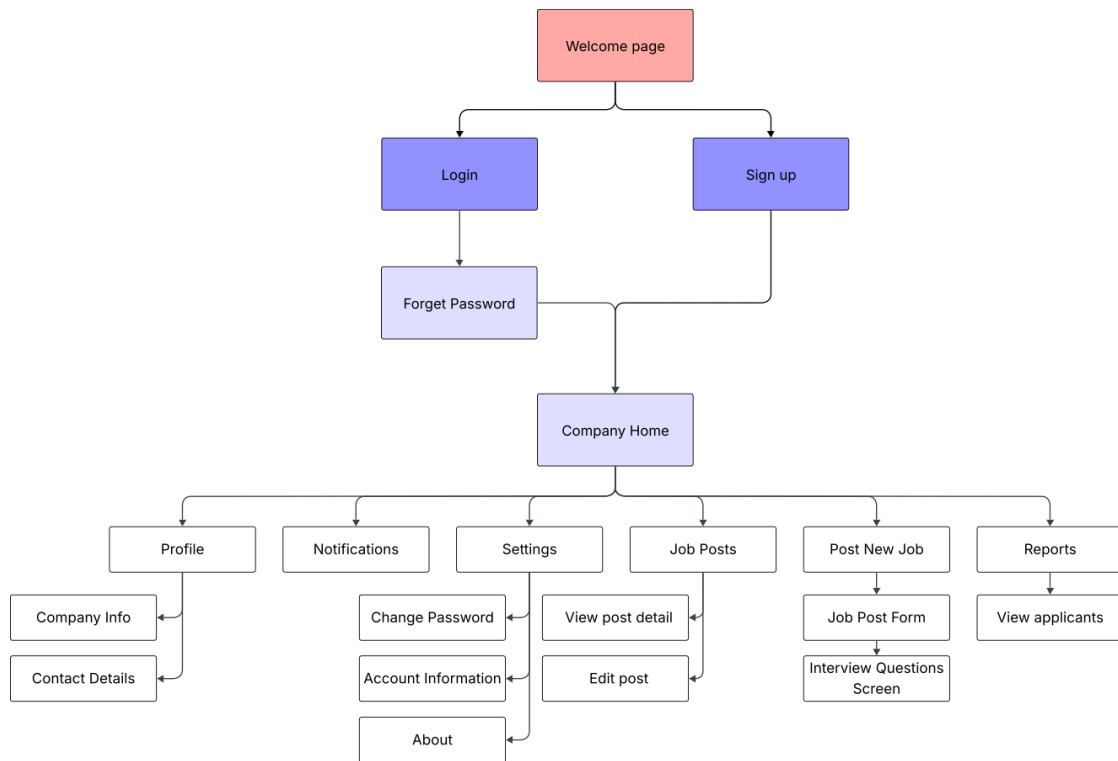 Welcome page
Login
Sign up
Forget Password
Company Home
Profile
Notifications
Settings
Job Posts
Post New Job
Reports
Company Info
Change Password
View post detail
Job Post Form
View applicants
Contact Details
Account Information
Edit post
Interview Questions
Screen
About